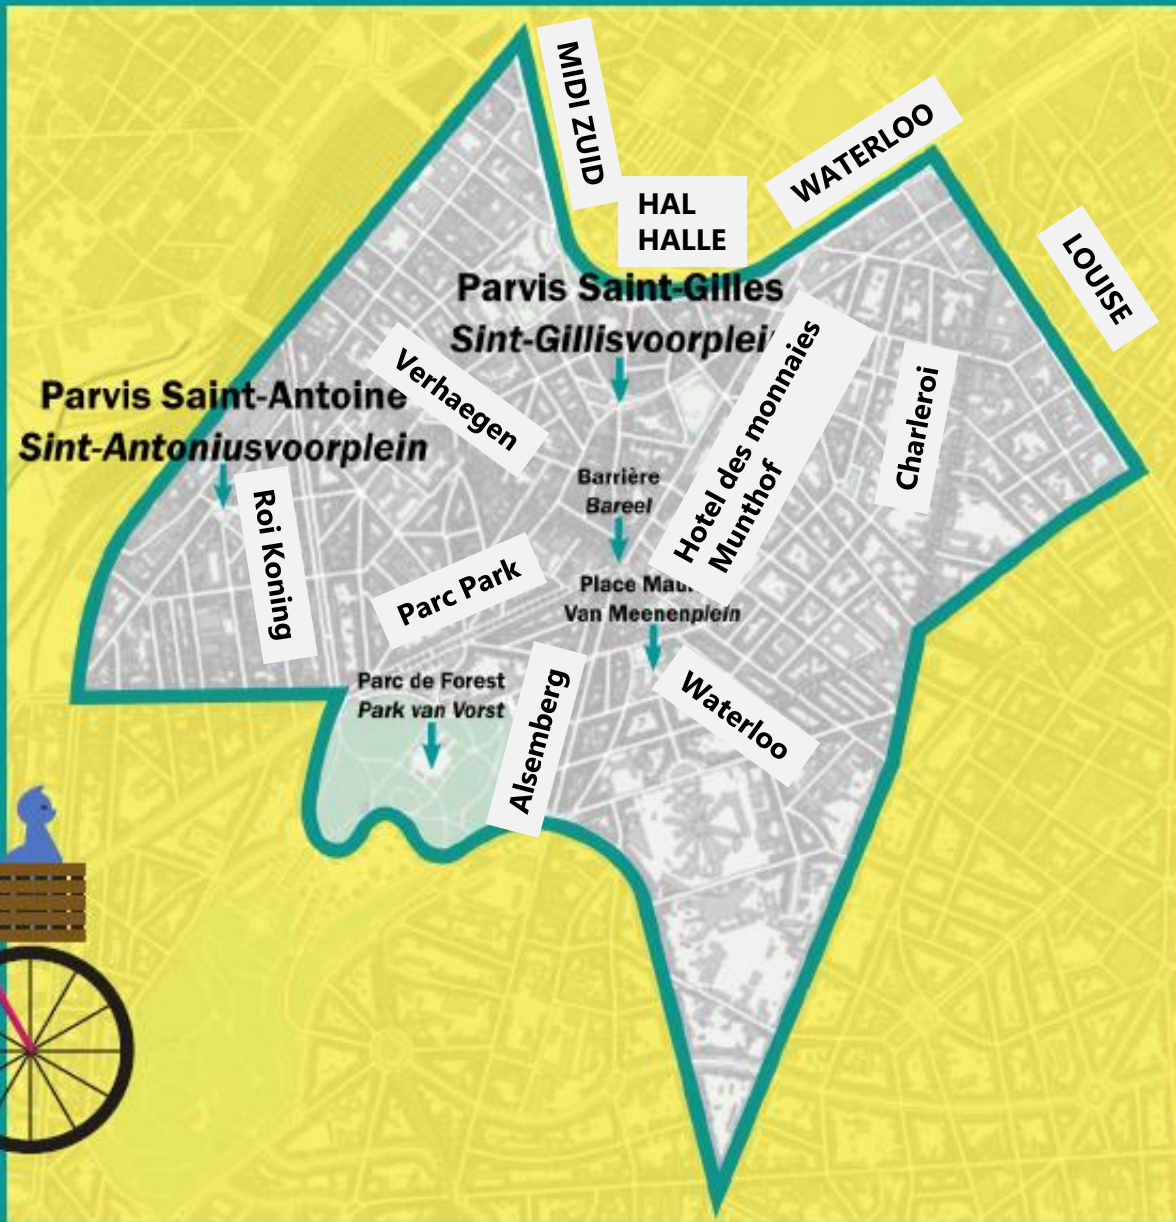 MIDI ZUID
HAL
HALLE
WATERLOO
LOUISE
Parvis Saint-Gilles
Sint-Gillisvoorplein
Verhaegen
Hotel des monnaies
Munthof
Charleroi
Parvis Saint-Antoine
Sint-Antoniusvoorplein
Roi Koning
Barrière
Bareel
Parc Park
Place Mau
Van Meenenplein
Parc de Forest
Park van Vorst
Alsemberg
Waterloo